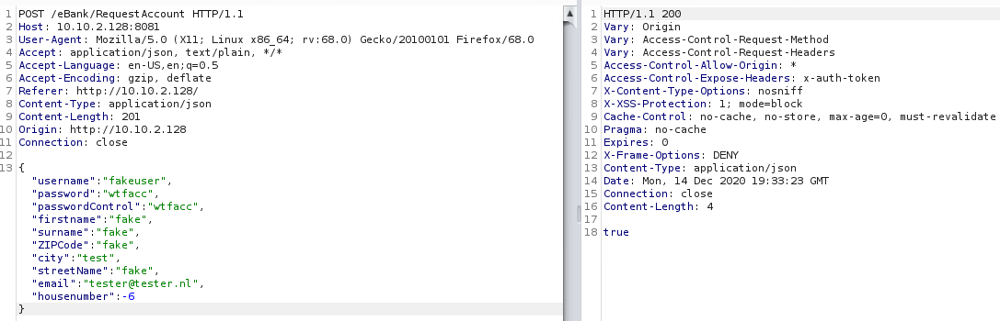 1 POST /eBank/RequestAccount HTTP/1.1
2 Host: 10.10.2.128:8081
3 User-Agent: Mozilla/5.0 (X11; Linux x86_64; rv:68.0) Gecko/20100101 Firefox/68.0
4 Accept: application/json, text/plain, */*
5 Accept-Language: en-US,en;q=0.5
6 Accept-Encoding: gzip, deflate
7 Referer: http://10.10.2.128/
8 Content-Type: application/json
9 Content-Length: 201
10 Origin: http://10.10.2.128
11 Connection: close
12
13 {
"username":"fakeuser",
"password":"wtfacc",
"passwordControl":"wtfacc",
"firstname":"fake",
"surname":"fake",
"ZIPCode":"fake",
"city":"test",
"streetName":"fake",
"email":"tester@tester.nl",
"housenumber":-6
}
1 HTTP/1.1 200
2 Vary: Origin
3 Vary: Access-Control-Request-Method
4 Vary: Access-Control-Request-Headers
5 Access-Control-Allow-Origin: *
6 Access-Control-Expose-Headers: x-auth-token
7 X-Content-Type-Options: nosniff
8 X-XSS-Protection: 1; mode=block
9 Cache-Control: no-cache, no-store, max-age=0, must-revalidate
10 Pragma: no-cache
11 Expires: 0
12 X-Frame-Options: DENY
13 Content-Type: application/json
14 Date: Mon, 14 Dec 2020 19:33:23 GMT
15 Connection: close
16 Content-Length: 4
17
18 true